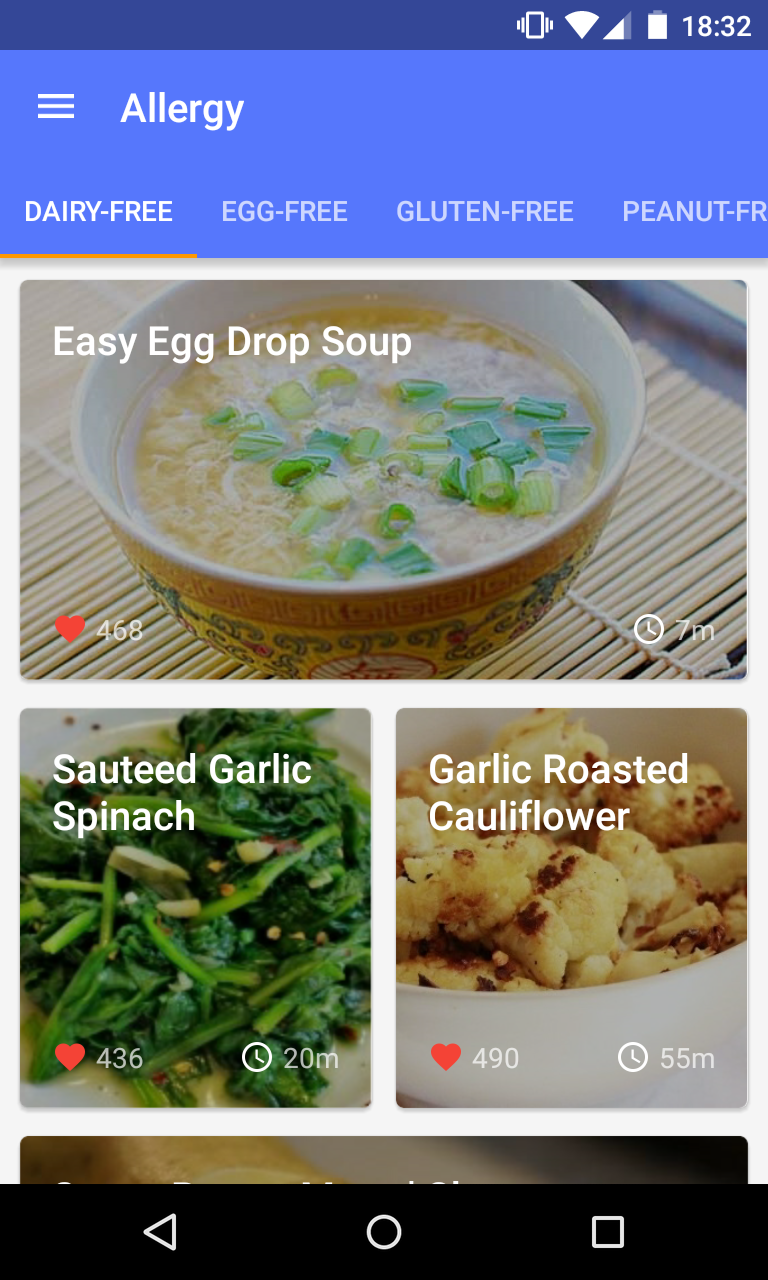 18:32
Allergy
DAIRY-FREE EGG-FREE GLUTEN-FREE PEANUT-FR
Easy Egg Drop Soup
468 7m
Sauteed Garlic
Spinach
436 20m
Garlic Roasted
Cauliflower
490 55m